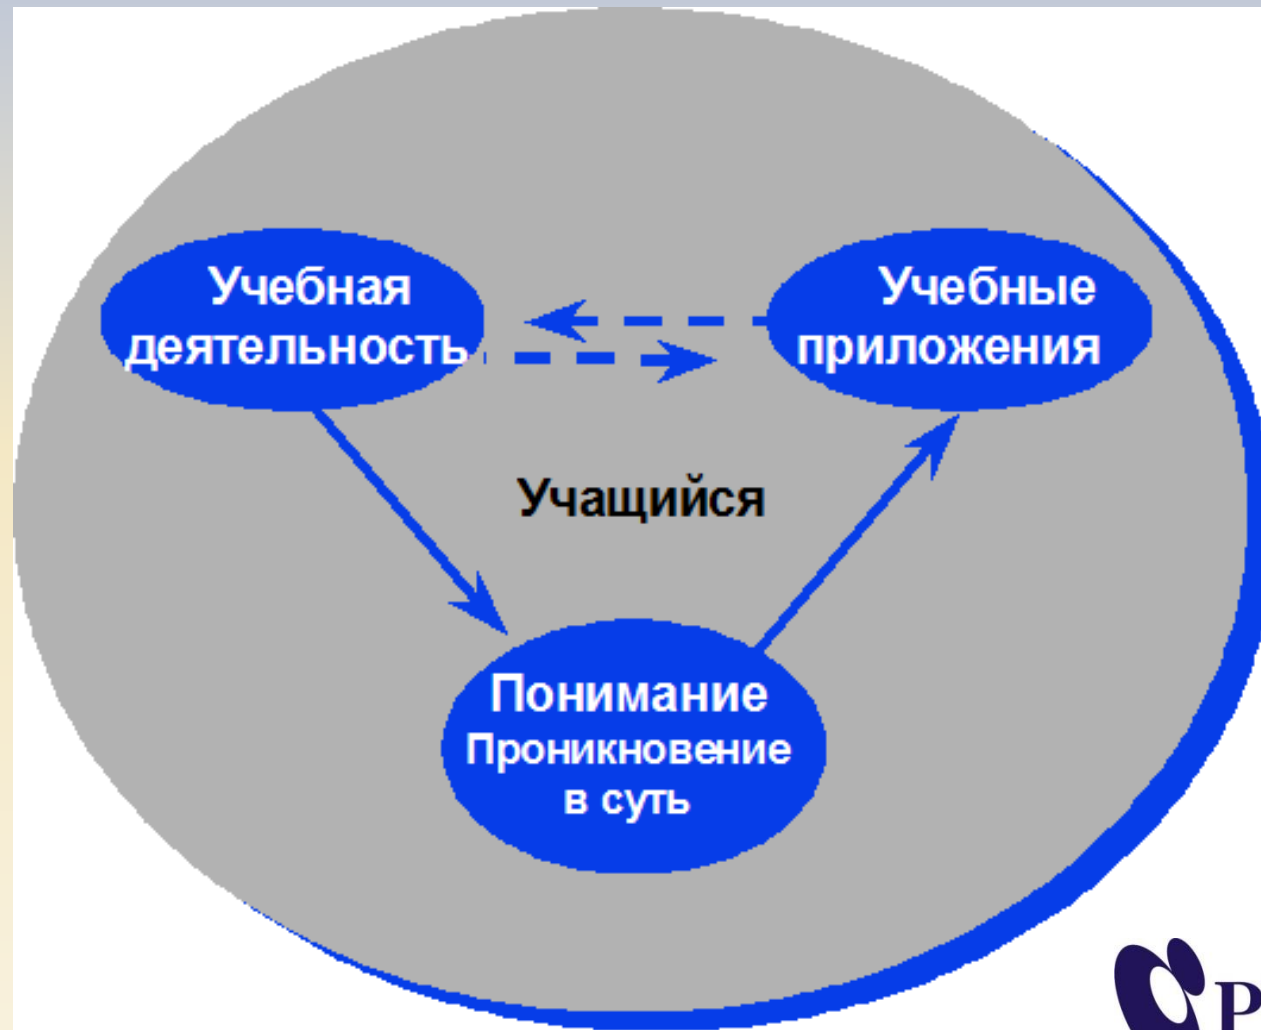 Учебная
деятельность
Учебные
приложения
Учащийся
Понимание
Проникновение
в суть